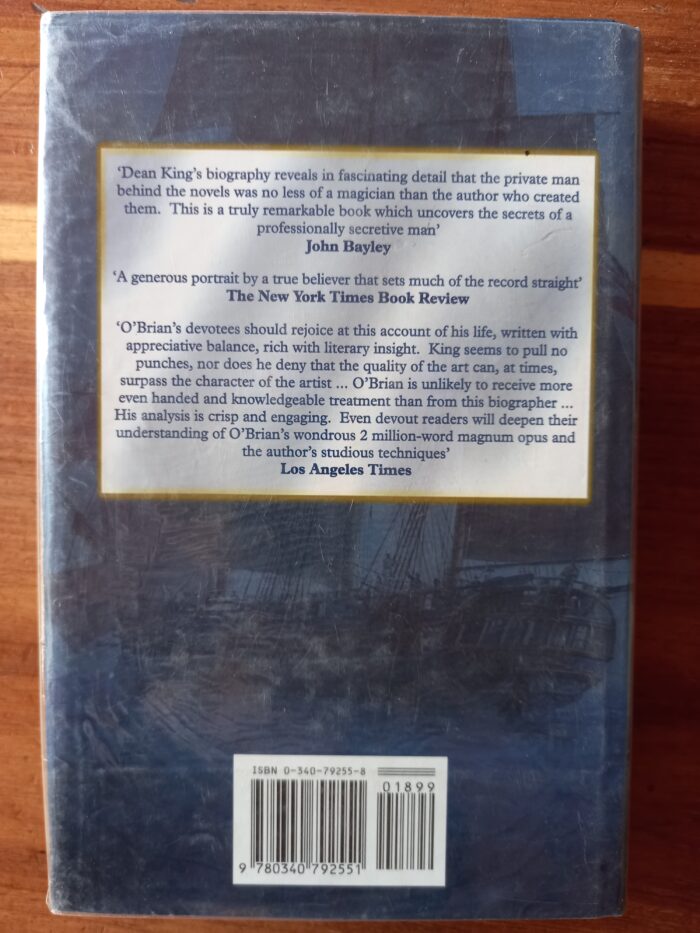 ‘Dean King’s biography reveals in fascinating detail that the private man
behind the novels was no less of a magician than the author who created
them.  This is a truly remarkable book which uncovers the secrets of a
professionally secretive man’
John Bayley
‘A generous portrait by a true believer that sets much of the record straight’
The New York Times Book Review
‘O’Brian’s devotees should rejoice at this account of his life, written with
appreciative balance, rich with literary insight.  King seems to pull no
punches, nor does he deny that the quality of the art can, at times,
surpass the character of the artist ... O’Brian is unlikely to receive more
even handed and knowledgeable treatment than from this biographer ...
His analysis is crisp and engaging.  Even devout readers will deepen their
understanding of O’Brian’s wondrous 2 million-word magnum opus and
the author’s studious techniques’
Los Angeles Times
ISBN 0-340-79255-8
01899
9 780340 792551